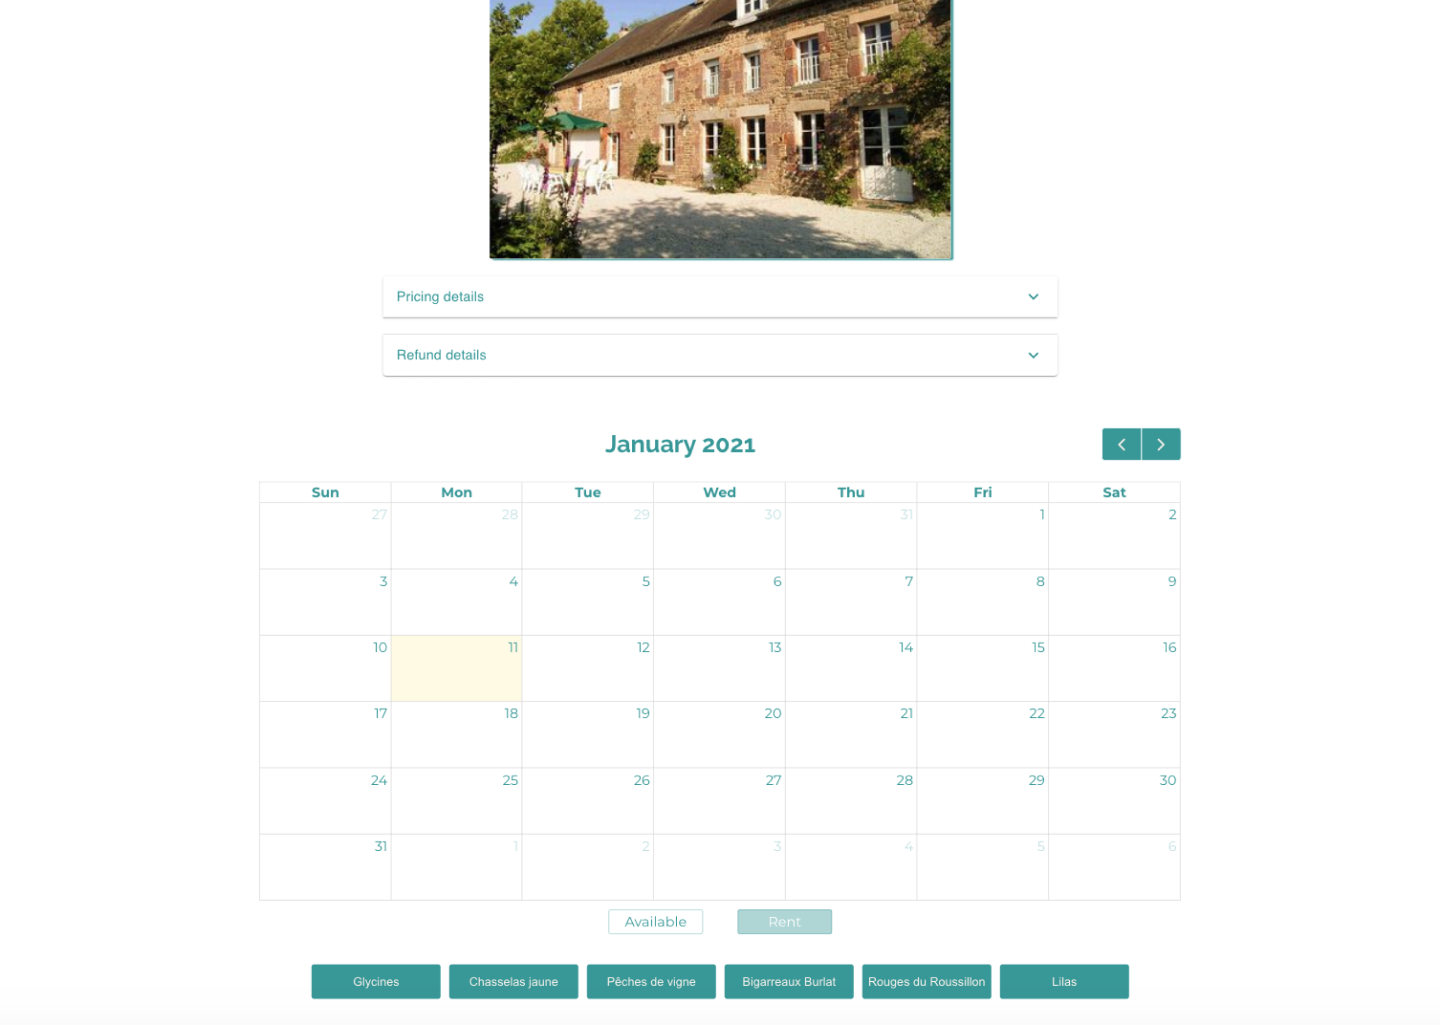 Pricing details
Refund details
January 2021
Sun Mon Tue Wed Thu Fri Sat
27 28 29 30 31 1 2
3 4 5 6 7 8 9
10 11 12 13 14 15 16
17 18 19 20 21 22 23
24 25 26 27 28 29 30
31 1 2 3 4 5 6
Available Rent
Glycines Chasselas jaune Pêches de vigne Bigarreaux Burlat Rouges du Roussillon Lilas